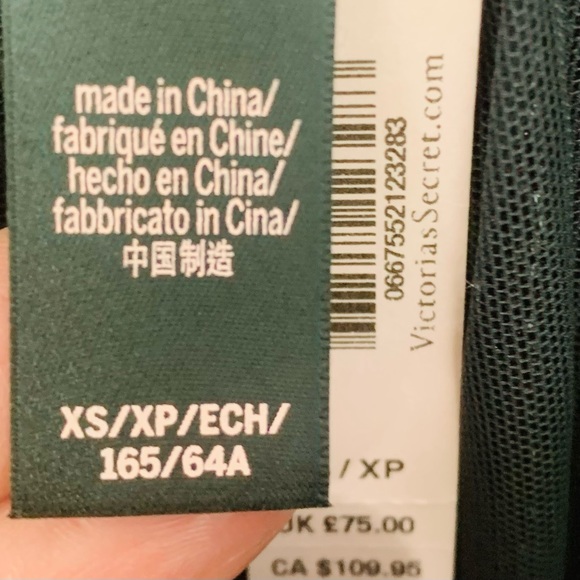 made in China/
fabriqué en Chine/
hecho en China/
fabbricato in Cina/
中国制造
XS/XP/ECH/
165/64A
0667552123283
VictoriasSecret.com
/ XP
UK £75.00
CA $109.95